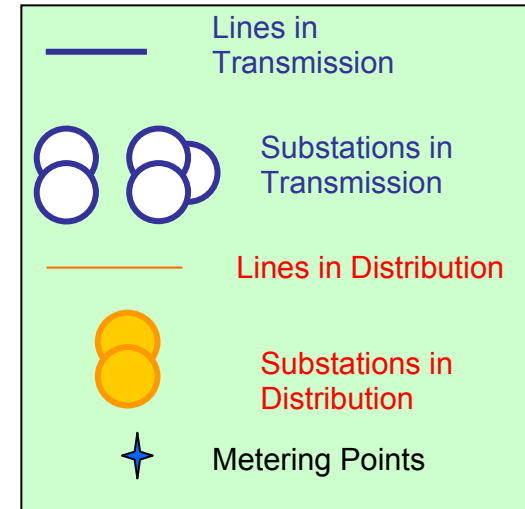 Lines in
Transmission
Substations in
Transmission
Lines in Distribution
Substations in
Distribution
Metering Points